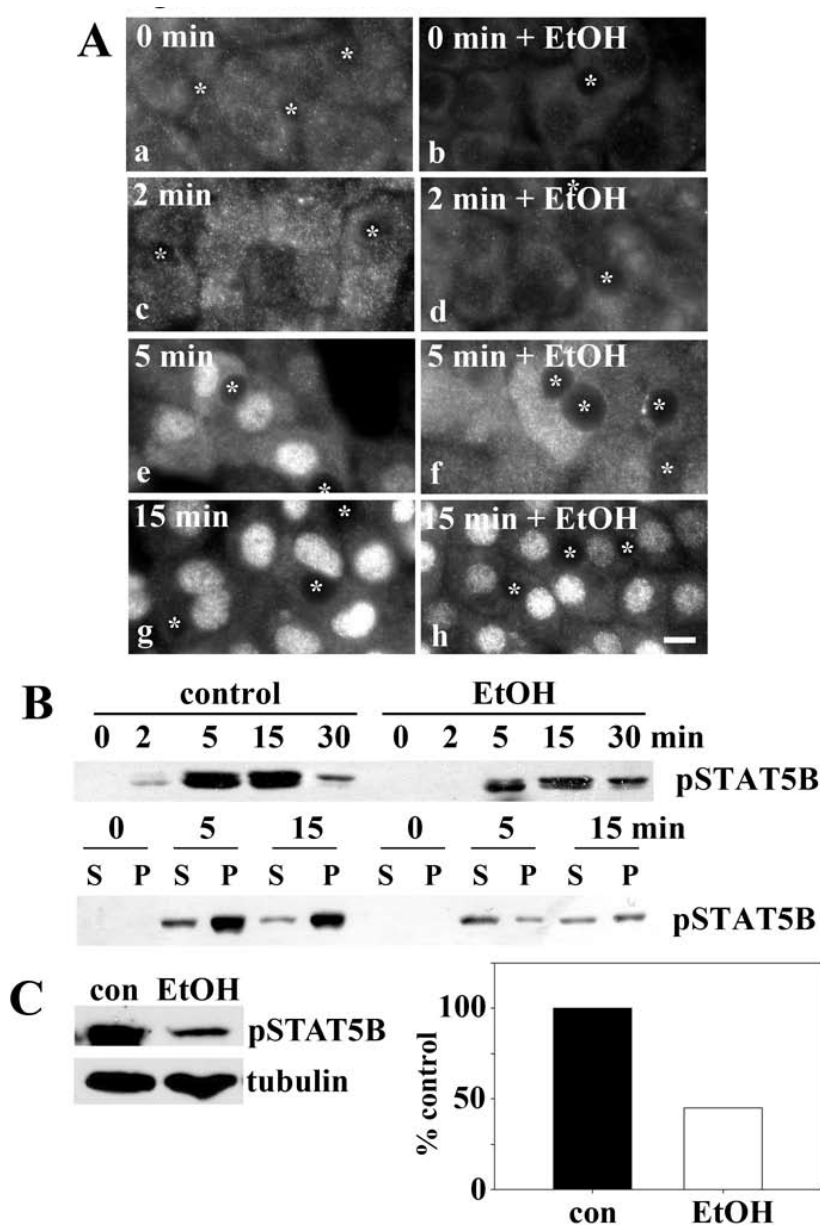 A
0 min
0 min + EtOH
* * *
*
a
b
2 min
2 min + EtOH
* *
* *
c
d
5 min
5 min + EtOH
* *
* * * *
e
f
15 min
15 min + EtOH
* * *
* * *
g
h
B
control EtOH
0 2 5 15 30 0 2 5 15 30 min
pSTAT5B
0 5 15 0 5 15 min
S P S P S P S P S P S P
pSTAT5B
C
con EtOH
pSTAT5B
tubulin
% control
100
50
0
con EtOH